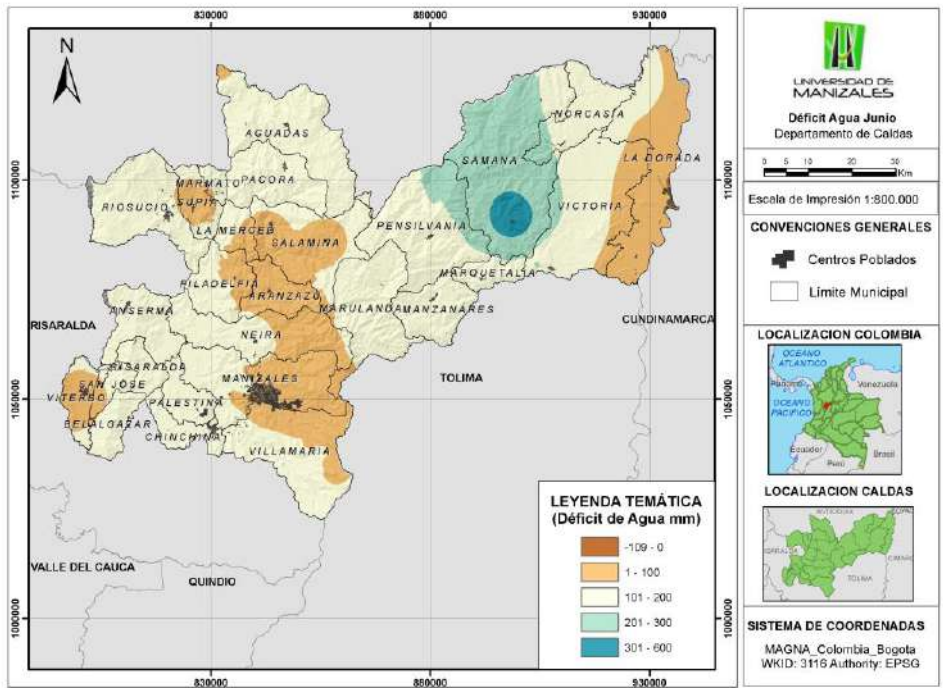 830000
880000
930000
N
AGUADAS
NORCASIA
SAMANA
LA DORADA
MARMATO
PACORA
SUPIA
RIOSUCIO
VICTORIA
LA MERCED
SALAMINA
PENSILVANIA
MARQUETALIA
FILADELFIA
ARANZAZU
MARULANDA
MANZANARES
ANSERMA
NEIRA
RISARALDA
CUNDINAMARCA
RISARALDA
SAN JOSE
MANIZALES
TOLIMA
VITERBO
PALESTINA
BELALCAZAR
CHINCHINA
VILLAMARIA
VALLE DEL CAUCA
QUINDIO
1100000
1050000
1000000
1100000
1050000
1000000
830000
880000
930000
LEYENDA TEMÁTICA
(Déficit de Agua mm)
-109 - 0
1 - 100
101 - 200
201 - 300
301 - 600
UNIVERSIDAD DE
MANIZALES
Déficit Agua Junio
Departamento de Caldas
0 5 10 15 20 30
Km
Escala de Impresión 1:800.000
CONVENCIONES GENERALES
Centros Poblados
Límite Municipal
LOCALIZACION COLOMBIA
OCEANO
ATLANTICO
Panamá
Venezuela
OCEANO
PACIFICO
Ecuador
Perú
Brasil
LOCALIZACION CALDAS
TOLIMA
SISTEMA DE COORDENADAS
MAGNA_Colombia_Bogota
WKID: 3116 Authority: EPSG